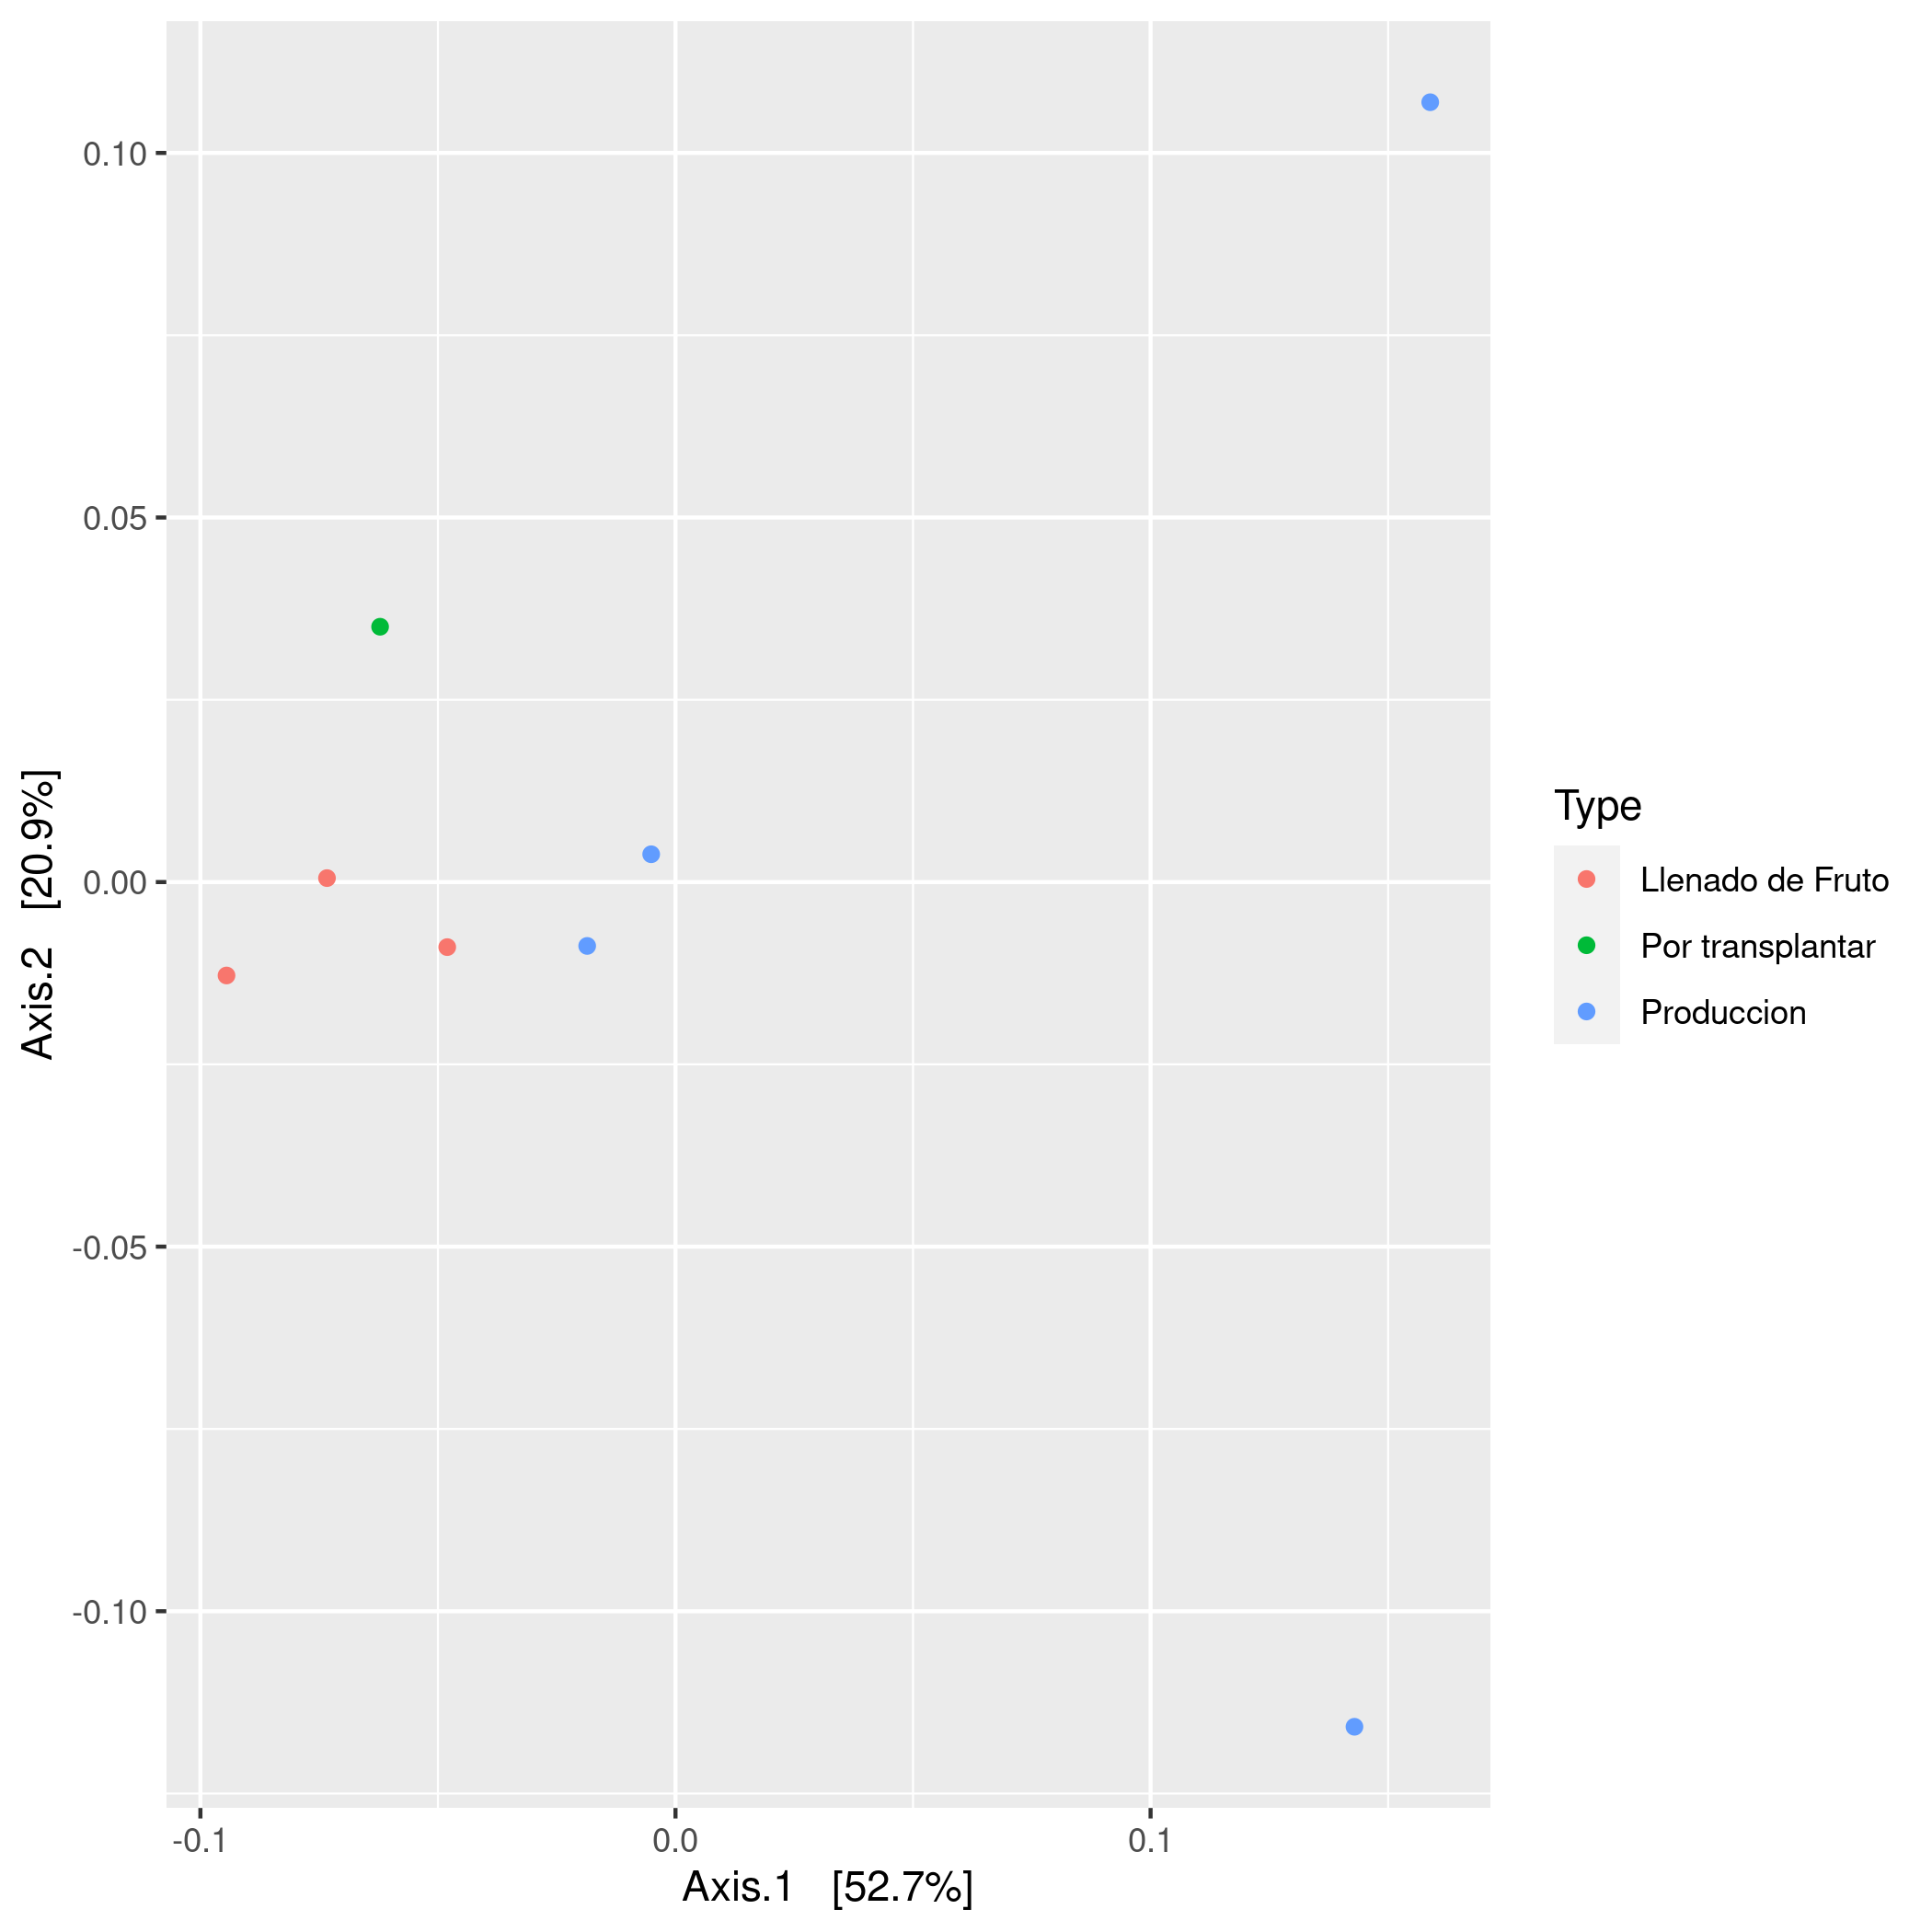 0.10
0.05
0.00
-0.05
-0.10
Axis.2 [20.9%]
-0.1
0.0
0.1
Axis.1 [52.7%]
Type
Llenado de Fruto
Por transplantar
Produccion